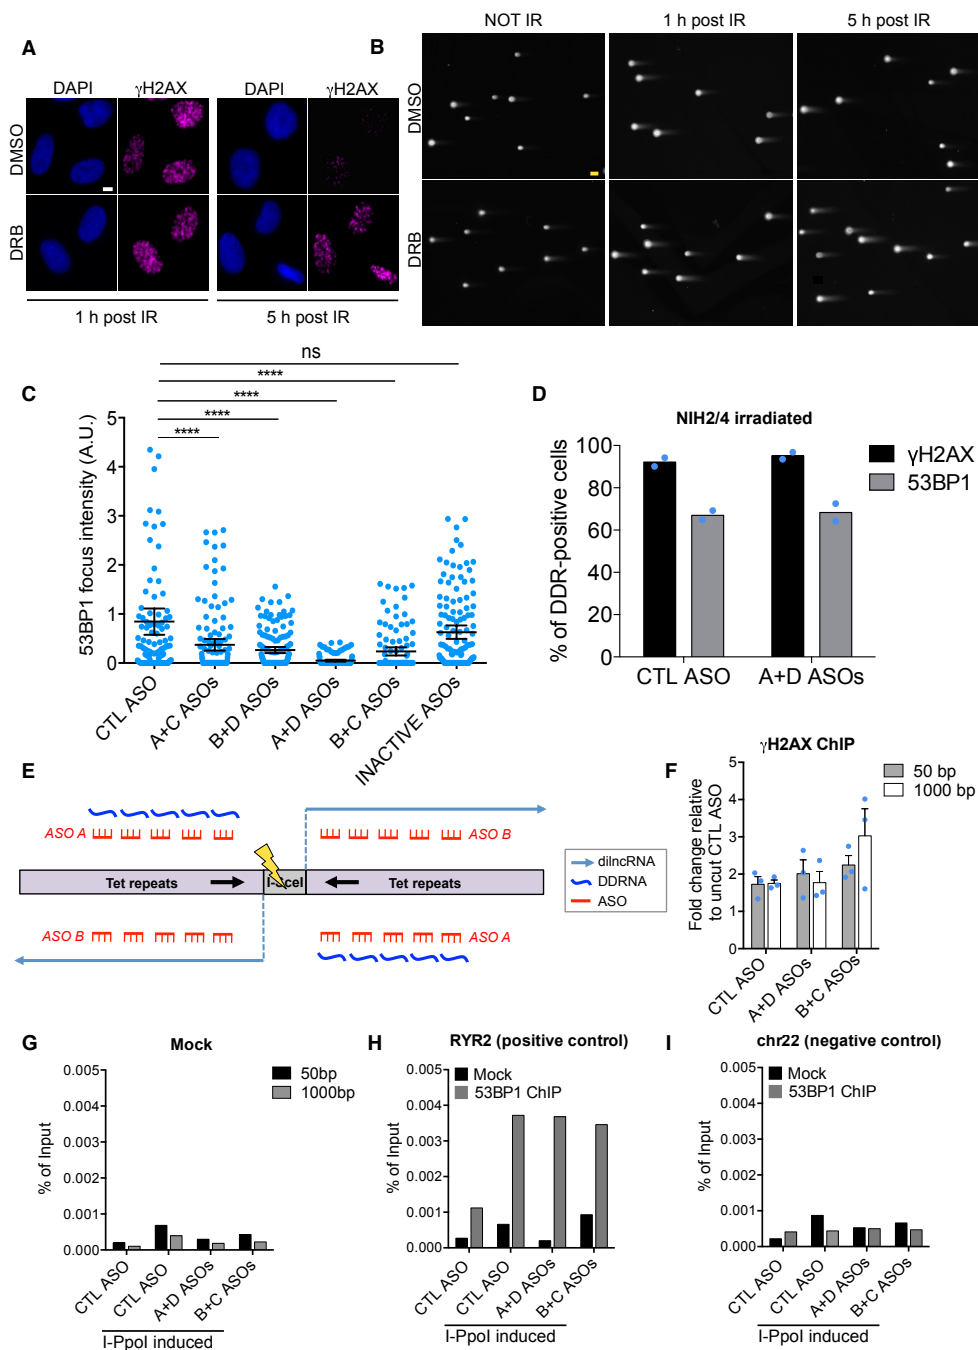 A
DAPI
γH2AX
DAPI
γH2AX
DMSO
DRB
1 h post IR
5 h post IR
B
NOT IR
1 h post IR
5 h post IR
DMSO
DRB
C
ns
****
****
****
****
53BP1 focus intensity (A.U.)
5
4
3
2
1
0
CTL ASO
A+C ASOs
B+D ASOs
A+D ASOs
B+C ASOs
INACTIVE ASOs
D
NIH2/4 irradiated
% of DDR-positive cells
100
80
60
40
20
0
CTL ASO
A+D ASOs
γH2AX
53BP1
E
ASO A
ASO B
Tet repeats
I-SceI
Tet repeats
ASO B
ASO A
dilncRNA
DDRNA
ASO
F
γH2AX ChIP
Fold change relative
to uncut CTL ASO
5
4
3
2
1
0
CTL ASO
A+D ASOs
B+C ASOs
50 bp
1000 bp
G
Mock
% of Input
0.005
0.004
0.003
0.002
0.001
0.000
CTL ASO
CTL ASO
A+D ASOs
B+C ASOs
I-PpoI induced
50bp
1000bp
H
RYR2 (positive control)
Mock
53BP1 ChIP
% of Input
0.005
0.004
0.003
0.002
0.001
0.000
CTL ASO
CTL ASO
A+D ASOs
B+C ASOs
I-PpoI induced
I
chr22 (negative control)
Mock
53BP1 ChIP
% of Input
0.005
0.004
0.003
0.002
0.001
0.000
CTL ASO
CTL ASO
A+D ASOs
B+C ASOs
I-PpoI induced